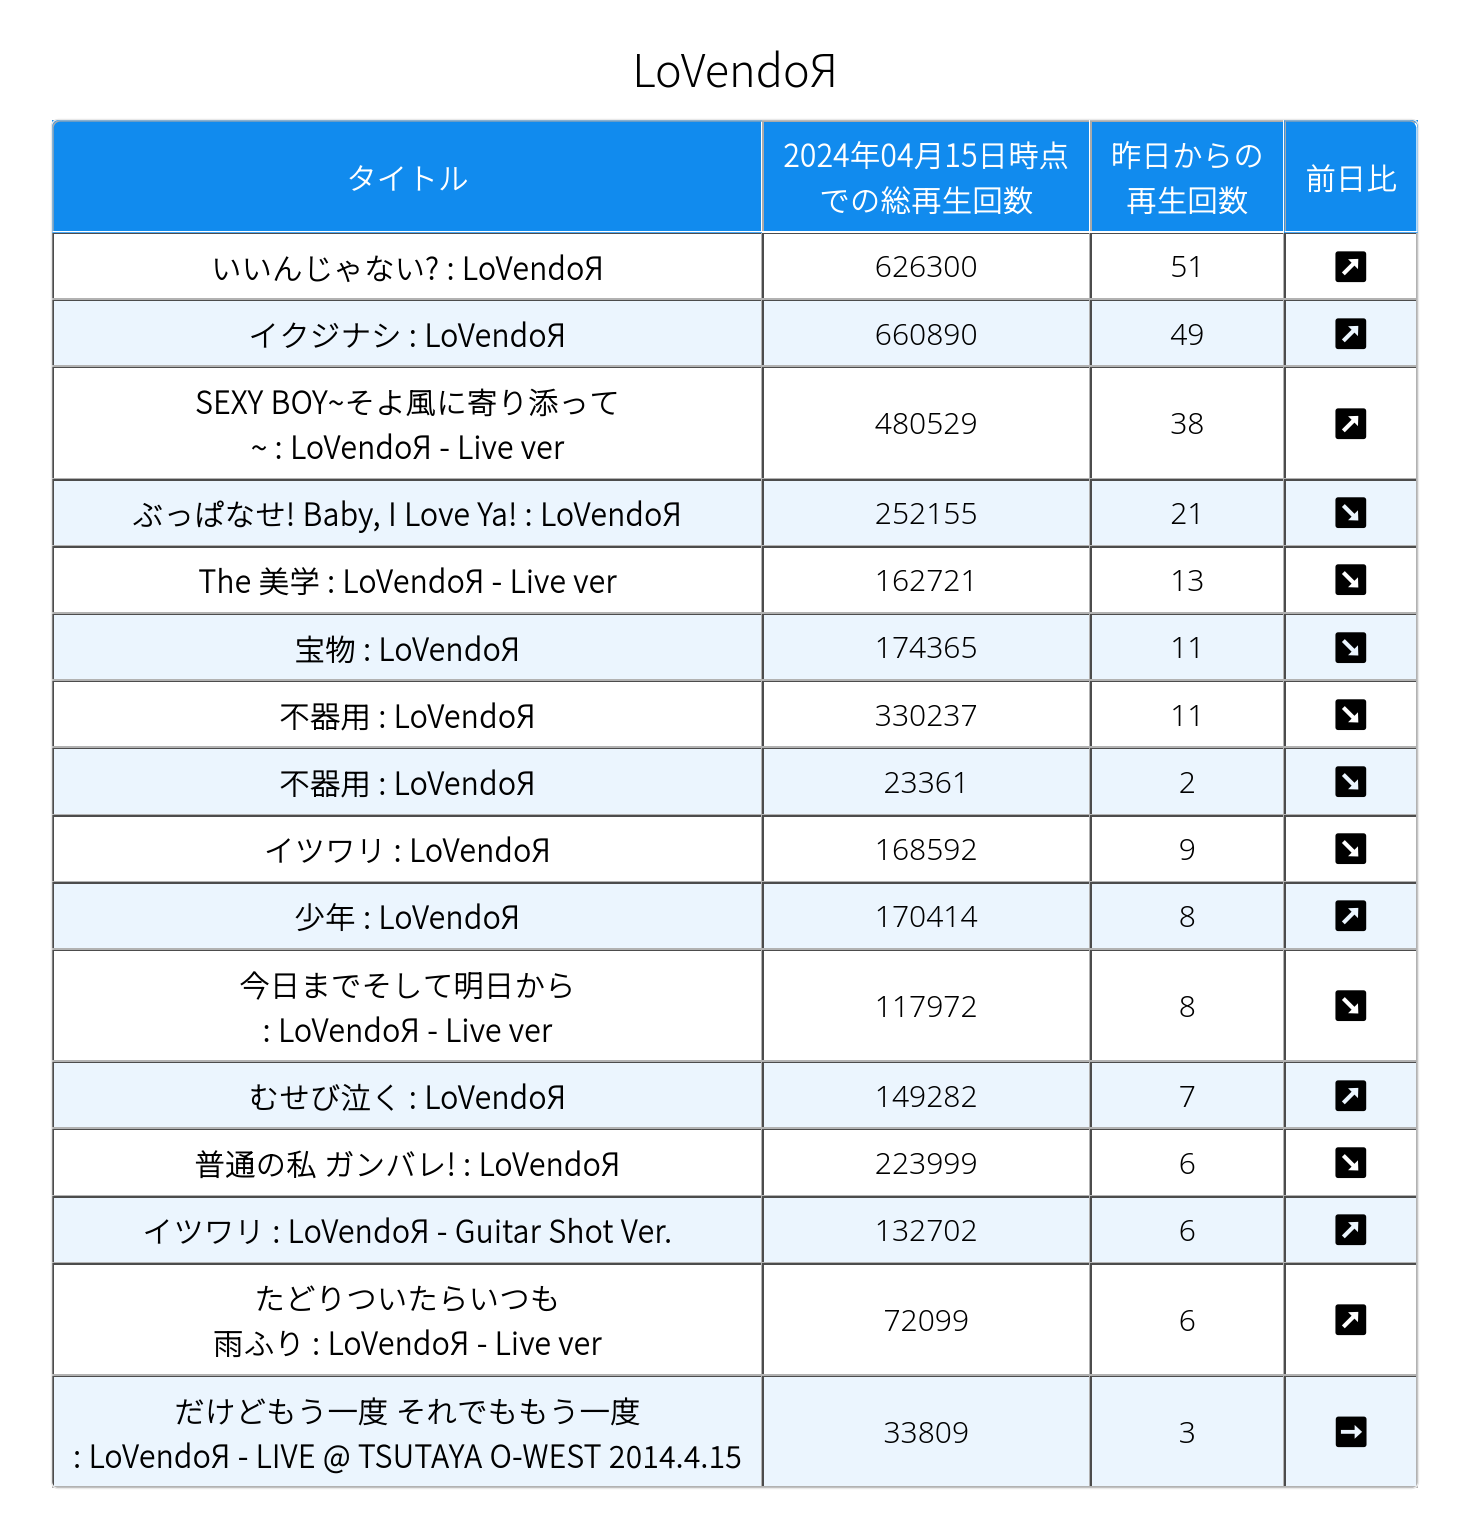 LoVendoЯ
タイトル
2024年04月15日時点
での総再生回数
昨日からの
再生回数
前日比
いいんじゃない? : LoVendoЯ 626300 51
イクジナシ : LoVendoЯ 660890 49
SEXY BOY~そよ風に寄り添って
~ : LoVendoЯ - Live ver 480529 38
ぶっぱなせ! Baby, I Love Ya! : LoVendoЯ 252155 21
The 美学 : LoVendoЯ - Live ver 162721 13
宝物 : LoVendoЯ 174365 11
不器用 : LoVendoЯ 330237 11
不器用 : LoVendoЯ 23361 2
イツワリ : LoVendoЯ 168592 9
少年 : LoVendoЯ 170414 8
今日までそして明日から
: LoVendoЯ - Live ver 117972 8
むせび泣く : LoVendoЯ 149282 7
普通の私 ガンバレ! : LoVendoЯ 223999 6
イツワリ : LoVendoЯ - Guitar Shot Ver. 132702 6
たどりついたらいつも
雨ふり : LoVendoЯ - Live ver 72099 6
だけどもう一度 それでももう一度
: LoVendoЯ - LIVE @ TSUTAYA O-WEST 2014.4.15 33809 3